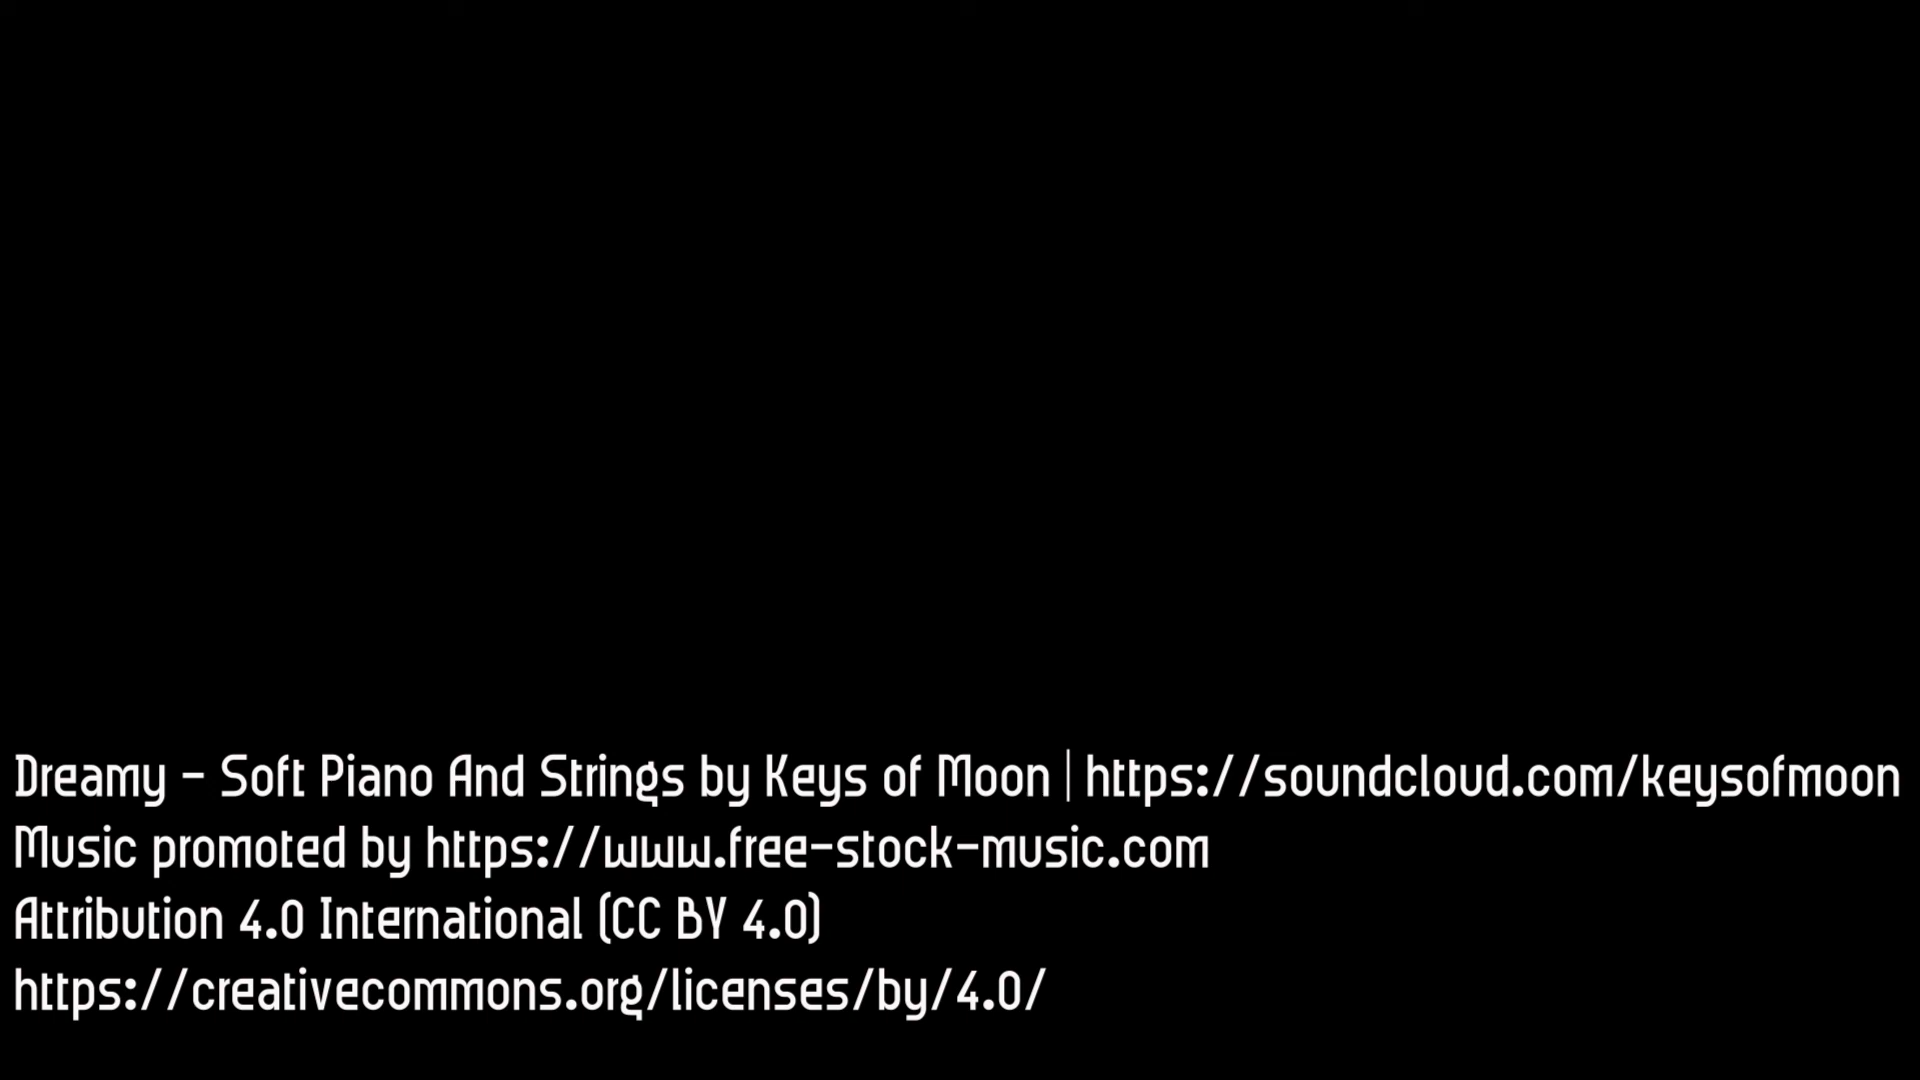 Dreamy - Soft Piano And Strings by Keys of Moon | https://soundcloud.com/keysofmoon
Music promoted by https://www.free-stock-music.com
Attribution 4.0 International (CC BY 4.0)
https://creativecommons.org/licenses/by/4.0/